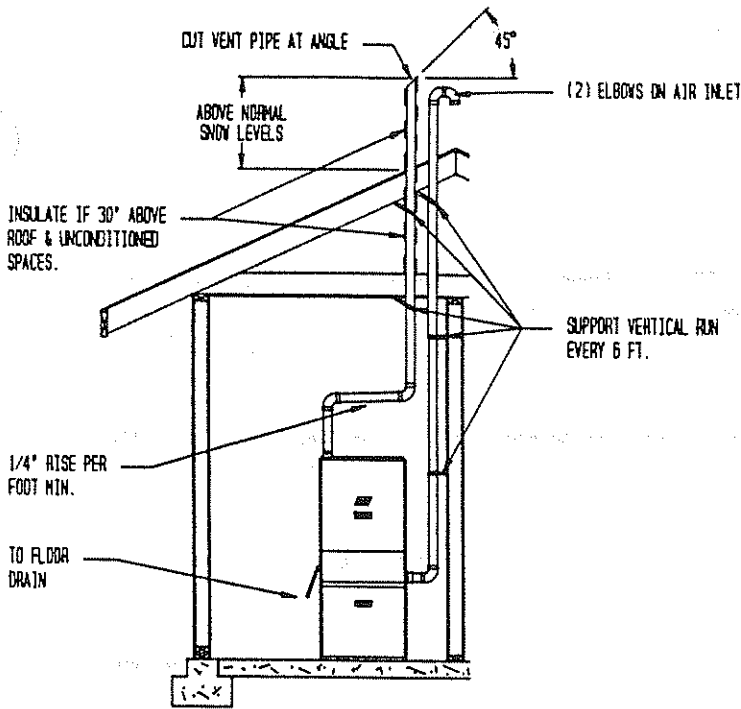 CUT VENT PIPE AT ANGLE
45°
(2) ELBOWS ON AIR INLET
ABOVE NORMAL
SNOW LEVELS
INSULATE IF 30" ABOVE
ROOF & UNCONDITIONED
SPACES.
SUPPORT VERTICAL RUN
EVERY 6 FT.
1/4" RISE PER
FOOT MIN.
TO FLOOR
DRAIN